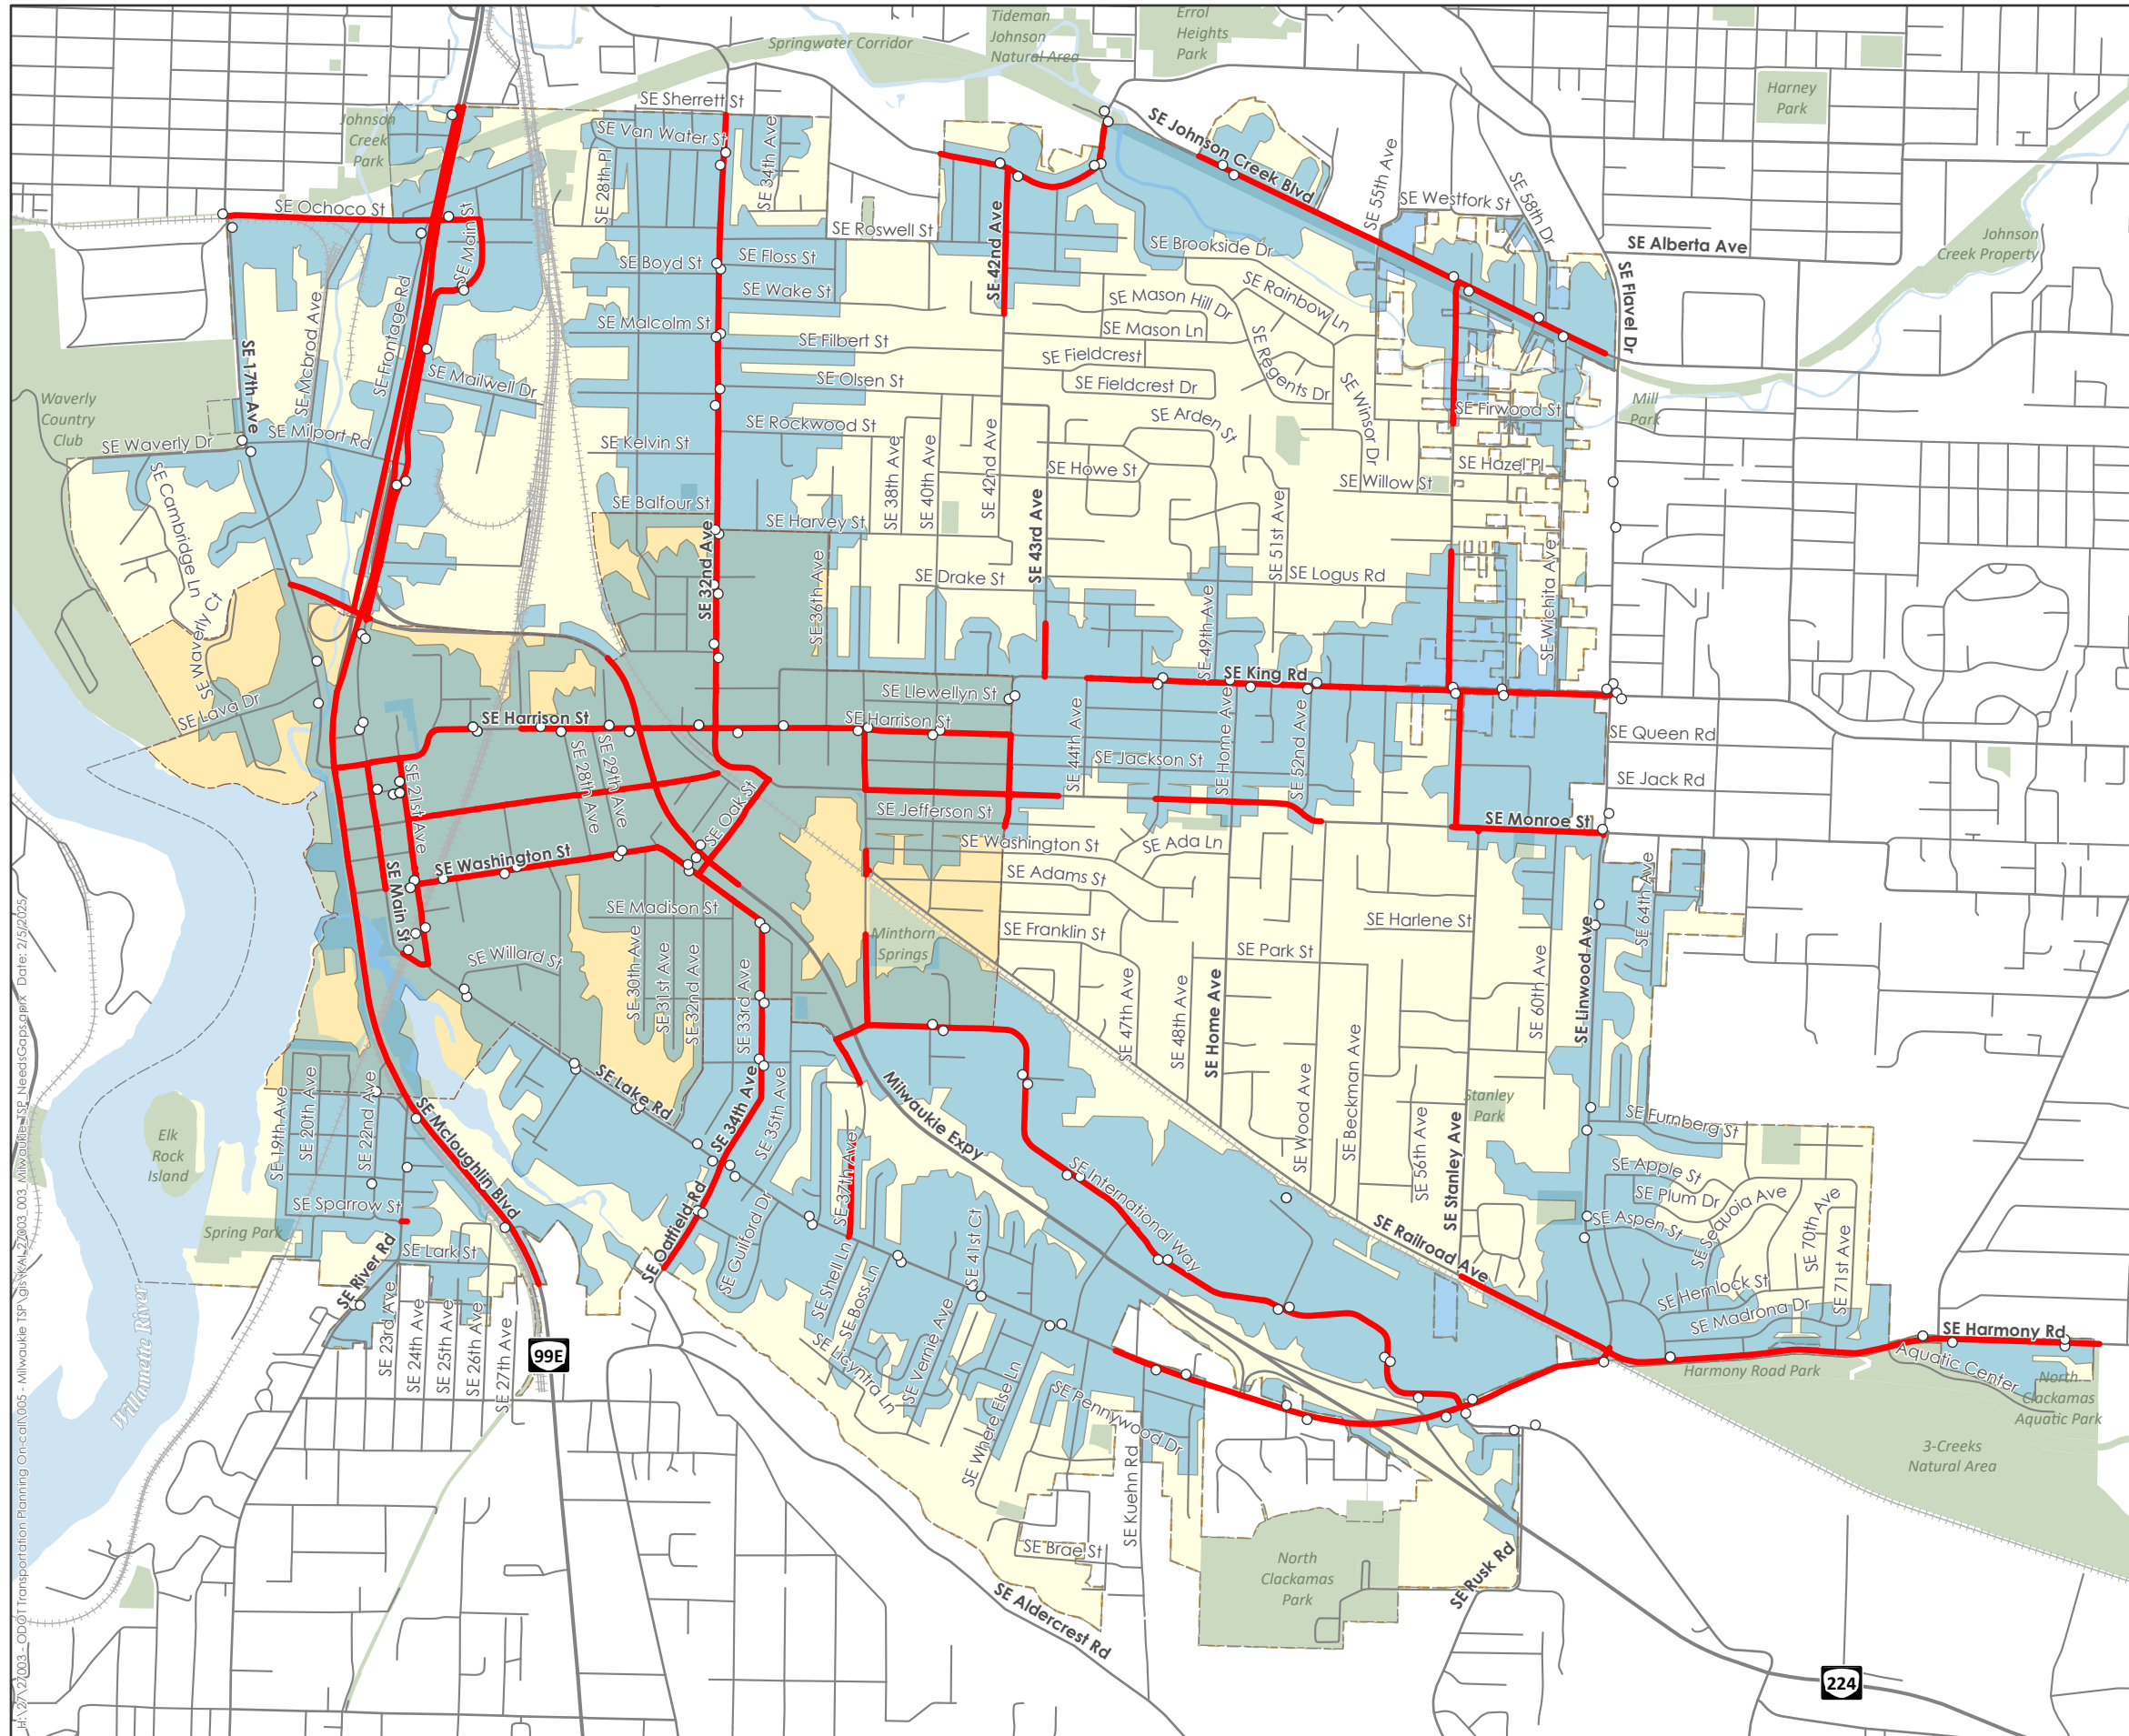 Tideman
Johnson
Natural Area
Errol
Heights
Park
Springwater Corridor
Harney
Park
Johnson
Creek
Park
SE Sherrett St
SE Van Water St
SE 28th Pl
SE 34th Ave
SE Johnson Creek Blvd
SE 55th Ave
SE Westfork St
SE 58th Dr
SE Ochoco St
SE Main St
SE Roswell St
SE 42nd Ave
SE Brookside Dr
SE Alberta Ave
SE Flavel Dr
Johnson
Creek Property
SE Boyd St
SE Floss St
SE Wake St
SE Mason Hill Dr
SE Rainbow Ln
SE Frontage Rd
SE Mcbrod Ave
SE 17th Ave
SE Malcolm St
SE Filbert St
SE Mason Ln
SE Fieldcrest
SE Fieldcrest Dr
SE Regents Dr
SE Winsor Dr
SE Mailwell Dr
SE Olsen St
SE Firwood St
Mill
Park
Waverly
Country
Club
SE Waverly Dr
SE Milport Rd
SE Rockwood St
SE Arden St
SE Kelvin St
SE 38th Ave
SE 40th Ave
SE 42nd Ave
SE Howe St
SE Hazel Pl
SE Willow St
SE Cambridge Ln
SE Balfour St
SE Harvey St
SE 43rd Ave
SE 51st Ave
SE 32nd Ave
SE 36th Ave
SE Drake St
SE Logus Rd
SE Wichita Ave
SE Waverly Ct
SE 49th Ave
SE King Rd
SE Lava Dr
SE Llewellyn St
SE Harrison St
SE Harrison St
SE 44th Ave
SE Home Ave
SE 52nd Ave
SE Queen Rd
SE 28th Ave
SE 29th Ave
SE Jackson St
SE Jack Rd
SE 21st Ave
SE Oak St
SE Jefferson St
SE Monroe St
SE Washington St
SE Washington St
SE Ada Ln
SE Main St
SE Adams St
SE 64th Ave
SE Madison St
SE Franklin St
SE Harlene St
SE Linwood Ave
Minthorn
Springs
SE Willard St
SE Park St
SE 30th Ave
SE 31st Ave
SE 32nd Ave
SE 33rd Ave
SE 47th Ave
SE 48th Ave
SE Home Ave
SE 60th Ave
SE Wood Ave
SE Beckman Ave
SE 56th Ave
SE Stanley Ave
Stanley
Park
SE Lake Rd
Milwaukie Expy
SE 34th Ave
SE 35th Ave
SE 37th Ave
SE 19th Ave
SE 20th Ave
SE 22nd Ave
SE Mcloughlin Blvd
SE Furnberg St
Elk
Rock
Island
SE Apple St
SE Plum Dr
SE Sequoia Ave
SE 70th Ave
SE 71st Ave
SE Aspen St
SE International Way
SE Sparrow St
Spring Park
SE Oatfield Rd
SE Guilford Dr
SE 41st Ct
SE Railroad Ave
SE River Rd
SE Lark St
SE Shell Ln
SE Boss Ln
SE Hemlock St
SE Madrona Dr
SE Harmony Rd
SE 23rd Ave
SE 24th Ave
SE 25th Ave
SE 26th Ave
SE 27th Ave
99E
SE Licyntra Ln
SE Vernie Ave
SE Where Else Ln
SE Pennywood Dr
Harmony Road Park
Aquatic Center
North
Clackamas
Aquatic Park
Willamette River
SE Kuehn Rd
3-Creeks
Natural Area
SE Brae St
North
Clackamas
Park
SE Rusk Rd
SE Aldercrest Rd
224
H:\27\27003 - ODOT Transportation Planning On-call\005 - Milwaukie TSP\gis\KAI_27003_003_Milwaukie_TSP_NeedsGaps.aprx Date: 2/5/2025